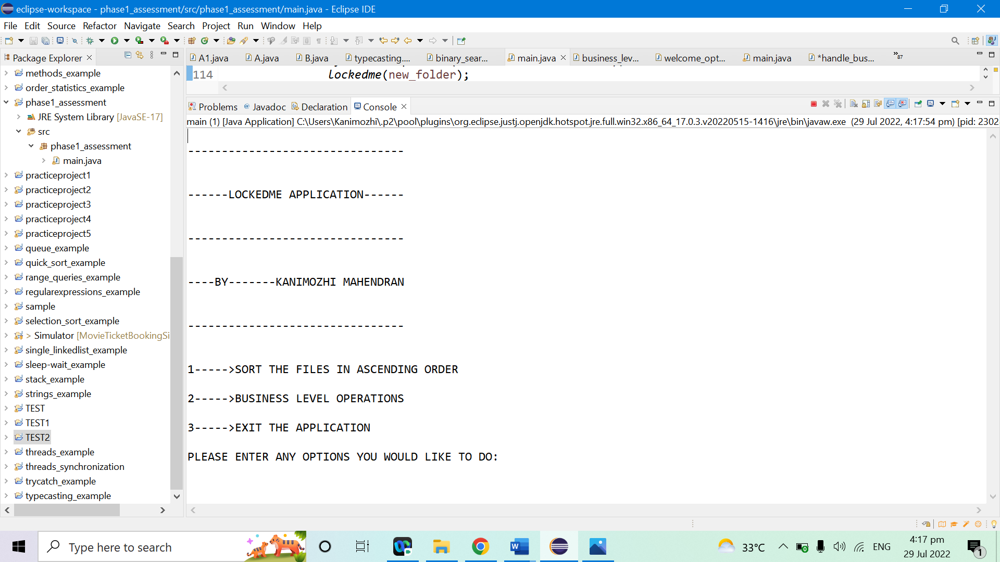 eclipse-workspace - phase1_assessment/src/phase1_assessment/main.java - Eclipse IDE
File Edit Source Refactor Navigate Search Project Run Window Help
Package Explorer
methods_example
order_statistics_example
phase1_assessment
JRE System Library [JavaSE-17]
src
phase1_assessment
main.java
practiceproject1
practiceproject2
practiceproject3
practiceproject4
practiceproject5
queue_example
quick_sort_example
range_queries_example
regularexpressions_example
sample
selection_sort_example
> Simulator [MovieTicketBookingSi
single_linkedlist_example
sleep-wait_example
stack_example
strings_example
TEST
TEST1
TEST2
threads_example
threads_synchronization
trycatch_example
typecasting_example
A1.java A.java B.java typecasting.... binary_sear... main.java business_lev... welcome_opt... main.java *handle_bus... »87
114 lockedme(new_folder);
Problems @ Javadoc Declaration Console
main (1) [Java Application] C:\Users\Kanimozhi\.p2\pool\plugins\org.eclipse.justj.openjdk.hotspot.jre.full.win32.x86_64_17.0.3.v20220515-1416\jre\bin\javaw.exe (29 Jul 2022, 4:17:54 pm) [pid: 2302
--------------------------------
------LOCKEDME APPLICATION------
--------------------------------
----BY-------KANIMOZHI MAHENDRAN
--------------------------------
1----->SORT THE FILES IN ASCENDING ORDER
2----->BUSINESS LEVEL OPERATIONS
3----->EXIT THE APPLICATION
PLEASE ENTER ANY OPTIONS YOU WOULD LIKE TO DO:
Type here to search
33°C
ENG
4:17 pm
29 Jul 2022
1